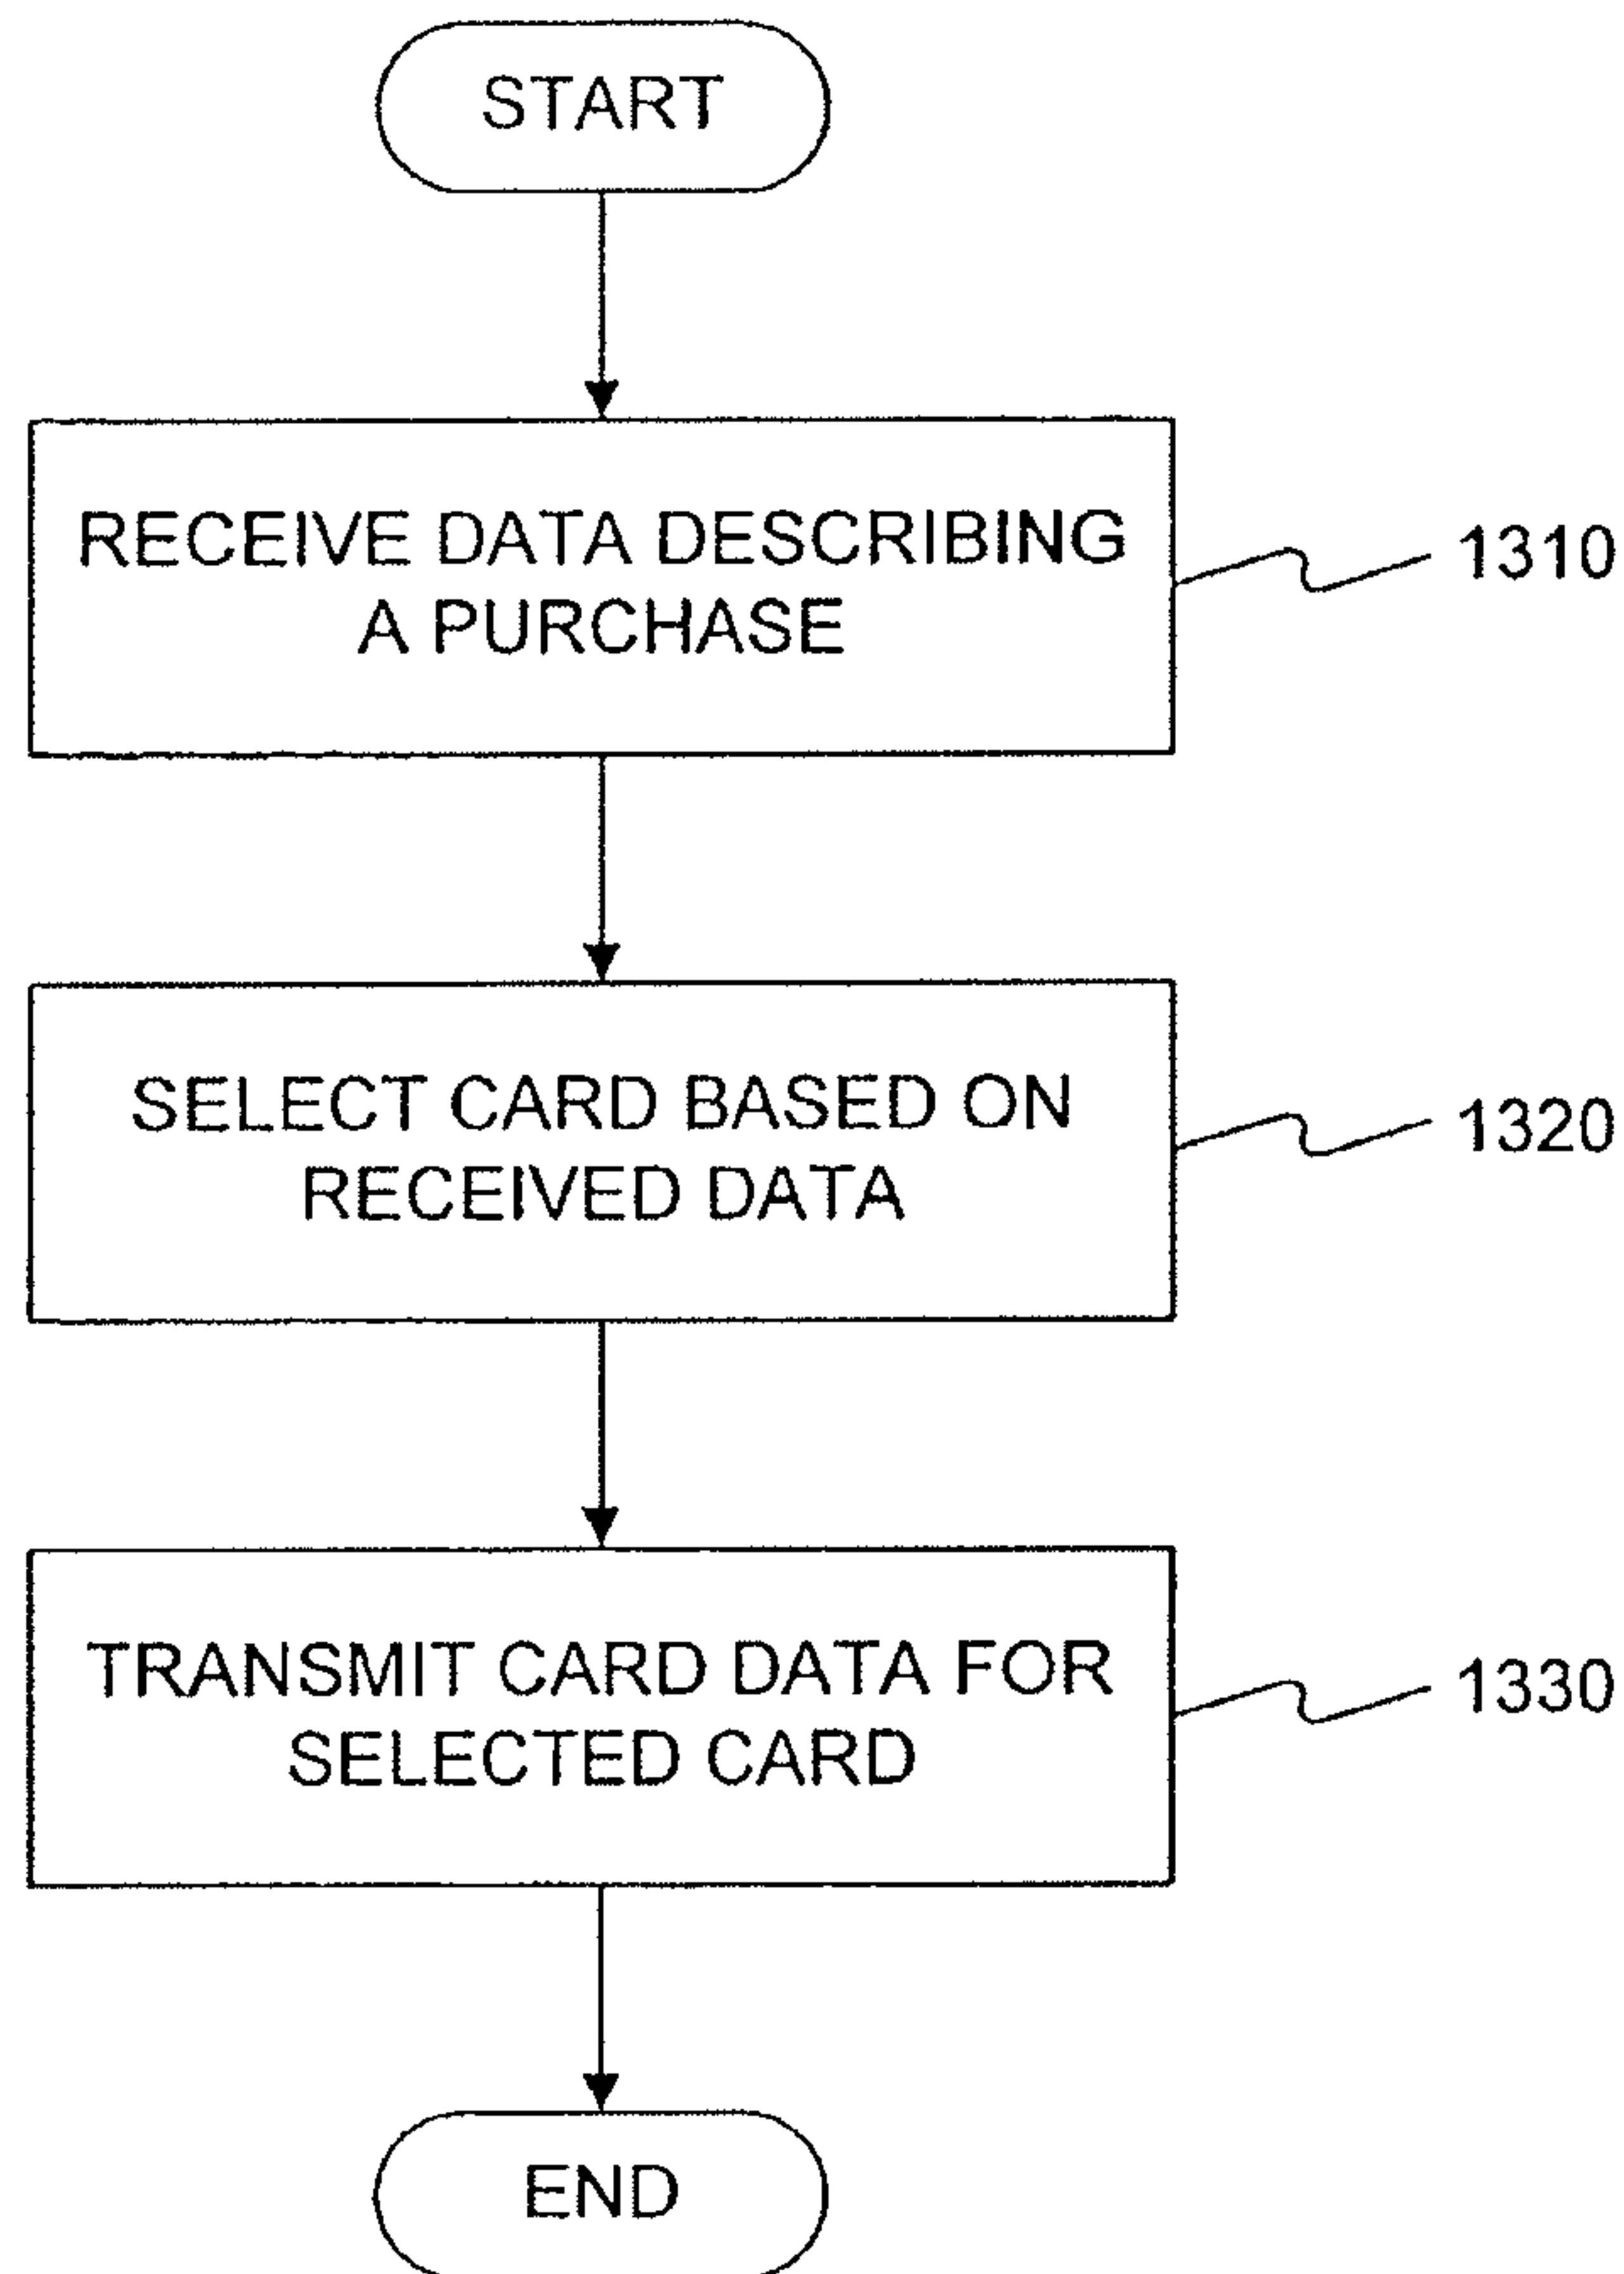 START
RECEIVE DATA DESCRIBING
A PURCHASE
1310
SELECT CARD BASED ON
RECEIVED DATA
1320
TRANSMIT CARD DATA FOR
SELECTED CARD
1330
END